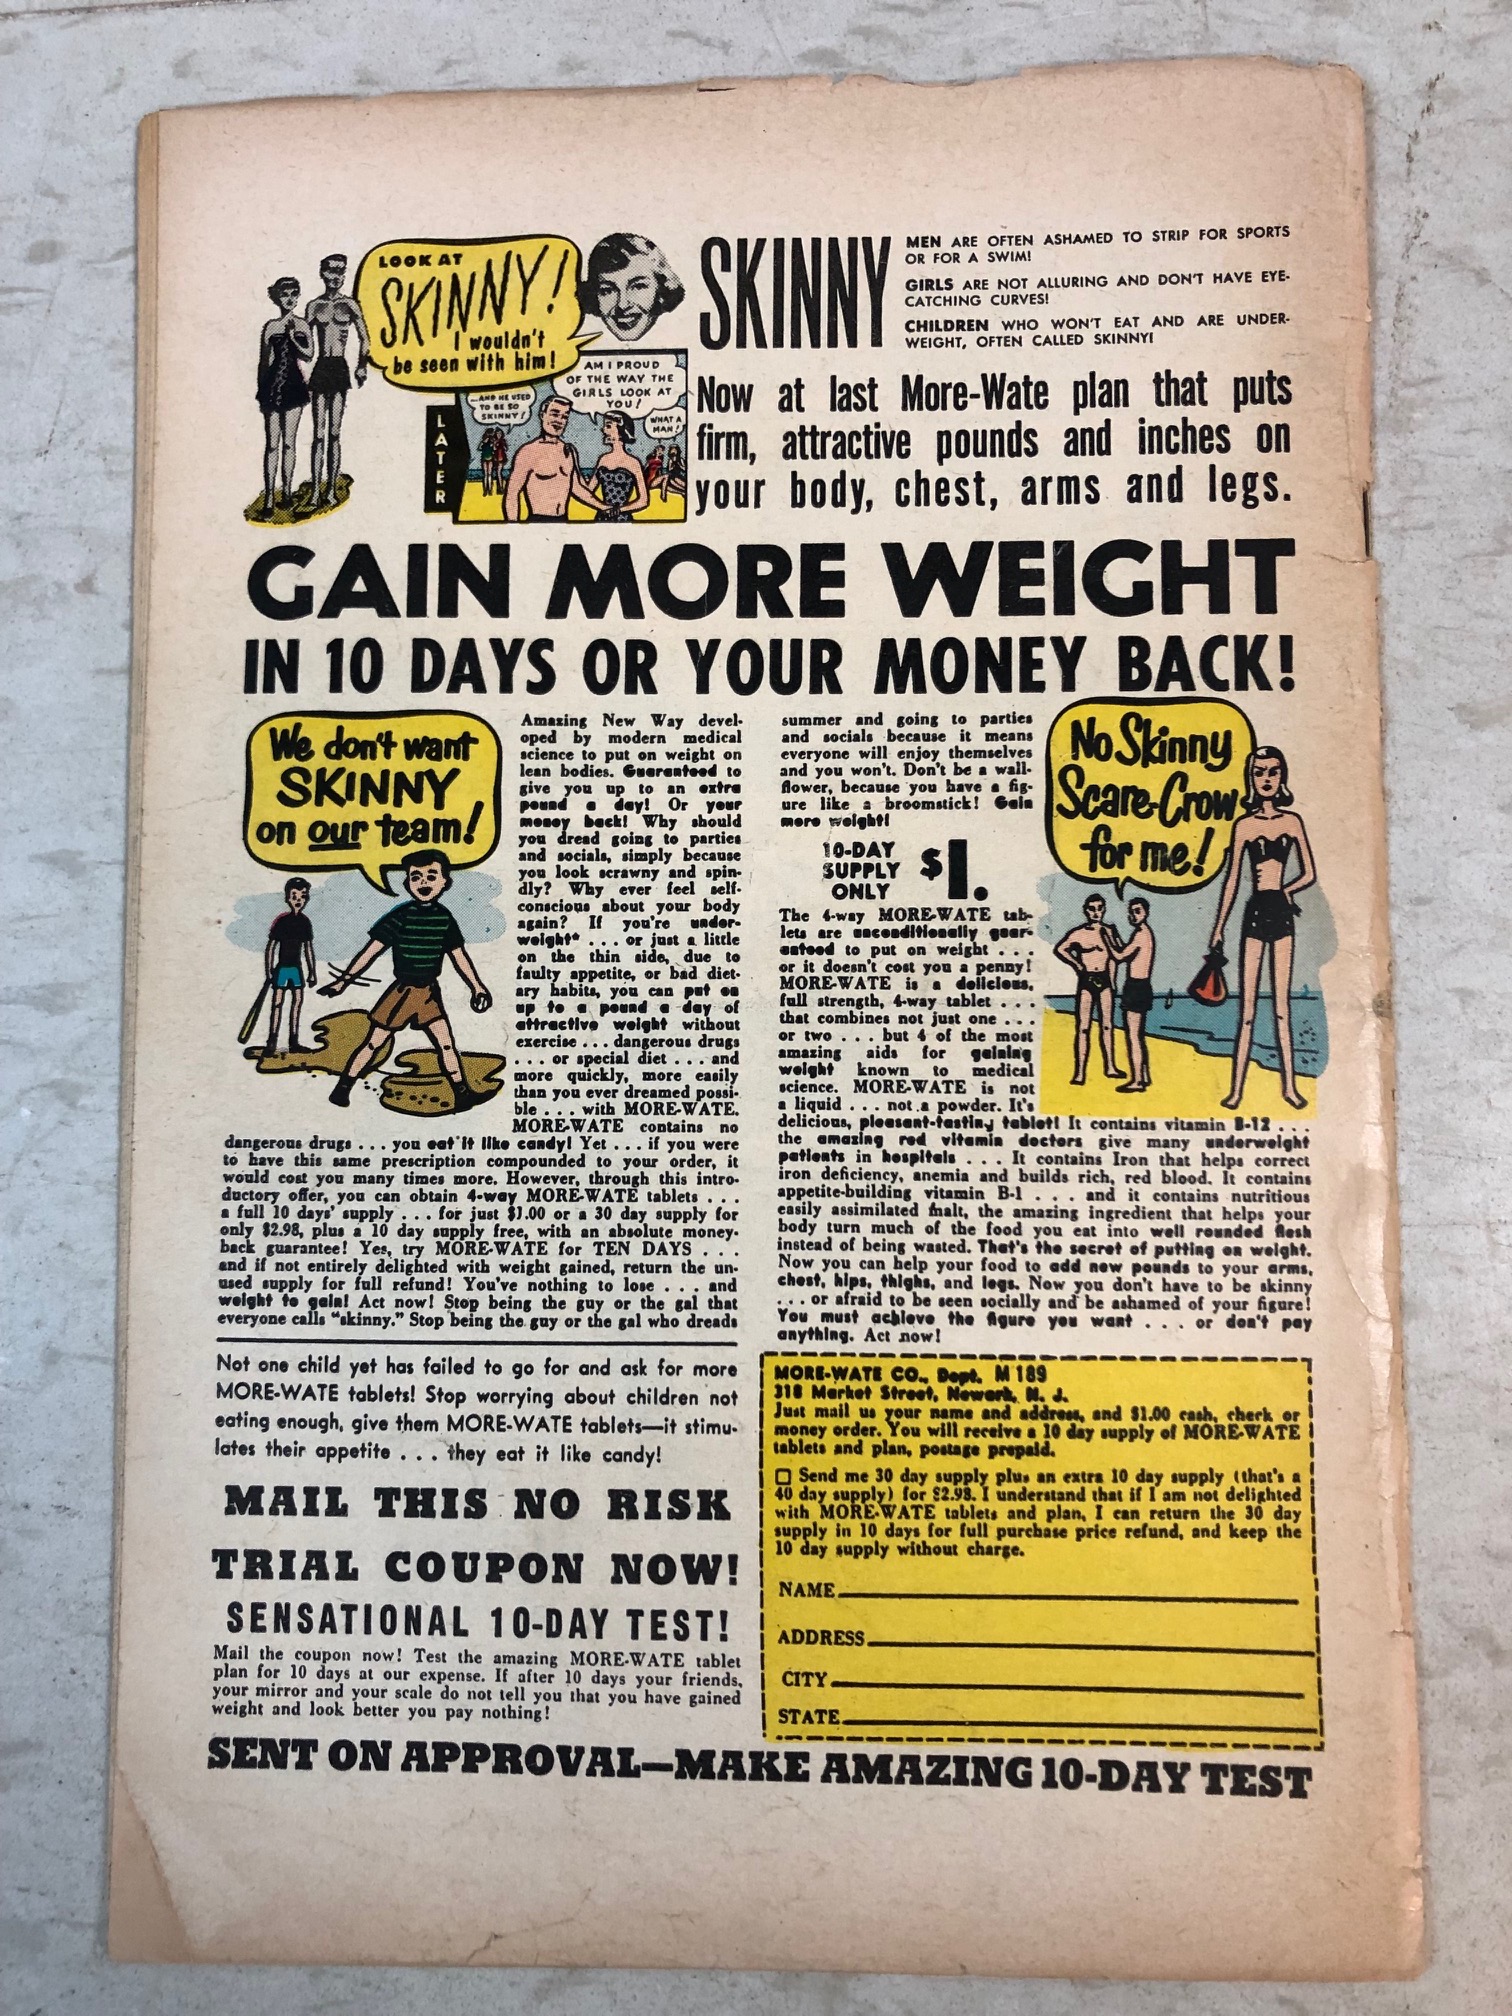 LOOK AT
SKINNY!
I wouldn't
be seen with him!
LATER
...AND HE USED
TO BE SO
SKINNY!
AM I PROUD
OF THE WAY THE
GIRLS LOOK AT
YOU!
WHAT A
MAN!
SKINNY
MEN ARE OFTEN ASHAMED TO STRIP FOR SPORTS
OR FOR A SWIM!
GIRLS ARE NOT ALLURING AND DON'T HAVE EYE-
CATCHING CURVES!
CHILDREN WHO WON'T EAT AND ARE UNDER-
WEIGHT, OFTEN CALLED SKINNY!
Now at last More-Wate plan that puts
firm, attractive pounds and inches on
your body, chest, arms and legs.
GAIN MORE WEIGHT
IN 10 DAYS OR YOUR MONEY BACK!
We don't want
SKINNY
on our team!
Amazing New Way devel-
oped by modern medical
science to put on weight on
lean bodies. Guaranteed to
give you up to an extra
pound a day! Or your
money back! Why should
you dread going to parties
and socials, simply because
you look scrawny and spin-
dly? Why ever feel self-
conscious about your body
again? If you're under-
weight* . . . or just a little
on the thin side, due to
faulty appetite, or bad diet-
ary habits, you can put on
up to a pound a day of
attractive weight without
exercise . . . dangerous drugs
. . . or special diet . . . and
more quickly, more easily
than you ever dreamed possi-
ble . . . with MORE-WATE.
MORE-WATE contains no
dangerous drugs . . . you eat it like candy! Yet . . . if you were
to have this same prescription compounded to your order, it
would cost you many times more. However, through this intro-
ductory offer, you can obtain 4-way MORE-WATE tablets . . .
a full 10 days' supply . . . for just $1.00 or a 30 day supply for
only $2.98, plus a 10 day supply free, with an absolute money-
back guarantee! Yes, try MORE-WATE for TEN DAYS . . .
and if not entirely delighted with weight gained, return the un-
used supply for full refund! You've nothing to lose . . . and
weight to gain! Act now! Stop being the guy or the gal that
everyone calls "skinny." Stop being the guy or the gal who dreads
summer and going to parties
and socials because it means
everyone will enjoy themselves
and you won't. Don't be a wall-
flower, because you have a fig-
ure like a broomstick! Gain
more weight!
10-DAY
SUPPLY
ONLY
$1.
The 4-way MORE-WATE tab-
lets are unconditionally guar-
anteed to put on weight . . .
or it doesn't cost you a penny!
MORE-WATE is a delicious,
full strength, 4-way tablet . . .
that combines not just one . . .
or two . . . but 4 of the most
amazing aids for gaining
weight known to medical
science. MORE-WATE is not
a liquid . . . not a powder. It's
delicious, pleasant-tasting tablet! It contains vitamin B-12 . . .
the amazing red vitamin doctors give many underweight
patients in hospitals . . . It contains Iron that helps correct
iron deficiency, anemia and builds rich, red blood. It contains
appetite-building vitamin B-1 . . . and it contains nutritious
easily assimilated malt, the amazing ingredient that helps your
body turn much of the food you eat into well rounded flesh
instead of being wasted. That's the secret of putting on weight.
Now you can help your food to add new pounds to your arms,
chest, hips, thighs, and legs. Now you don't have to be skinny
. . . or afraid to be seen socially and be ashamed of your figure!
You must achieve the figure you want . . . or don't pay
anything. Act now!
No Skinny
Scare-Crow
for me!
Not one child yet has failed to go for and ask for more
MORE-WATE tablets! Stop worrying about children not
eating enough, give them MORE-WATE tablets—it stimu-
lates their appetite . . . they eat it like candy!
MAIL THIS NO RISK
TRIAL COUPON NOW!
SENSATIONAL 10-DAY TEST!
Mail the coupon now! Test the amazing MORE-WATE tablet
plan for 10 days at our expense. If after 10 days your friends,
your mirror and your scale do not tell you that you have gained
weight and look better you pay nothing!
MORE-WATE CO., Dept. M 189
318 Market Street, Newark, N. J.
Just mail us your name and address, and $1.00 cash, check or
money order. You will receive a 10 day supply of MORE-WATE
tablets and plan, postage prepaid.
☐ Send me 30 day supply plus an extra 10 day supply (that's a
40 day supply) for $2.98. I understand that if I am not delighted
with MORE-WATE tablets and plan, I can return the 30 day
supply in 10 days for full purchase price refund, and keep the
10 day supply without charge.
NAME
ADDRESS
CITY
STATE
SENT ON APPROVAL—MAKE AMAZING 10-DAY TEST